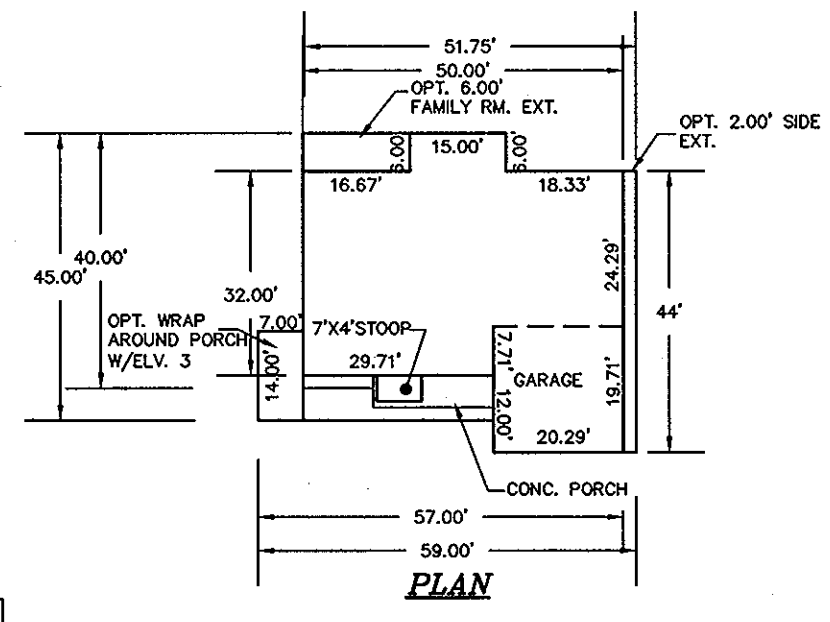 51.75'
50.00'
OPT. 6.00'
FAMILY RM. EXT.
OPT. 2.00' SIDE
EXT.
6.00
15.00'
6.00
16.67'
18.33'
40.00'
45.00'
24.29'
32.00'
44'
OPT. WRAP
AROUND PORCH
W/ELV. 3
7.00'
7'X4'STOOP
29.71'
14.00'
7.71'
GARAGE
19.71'
12.00'
20.29'
CONC. PORCH
57.00'
59.00'
PLAN